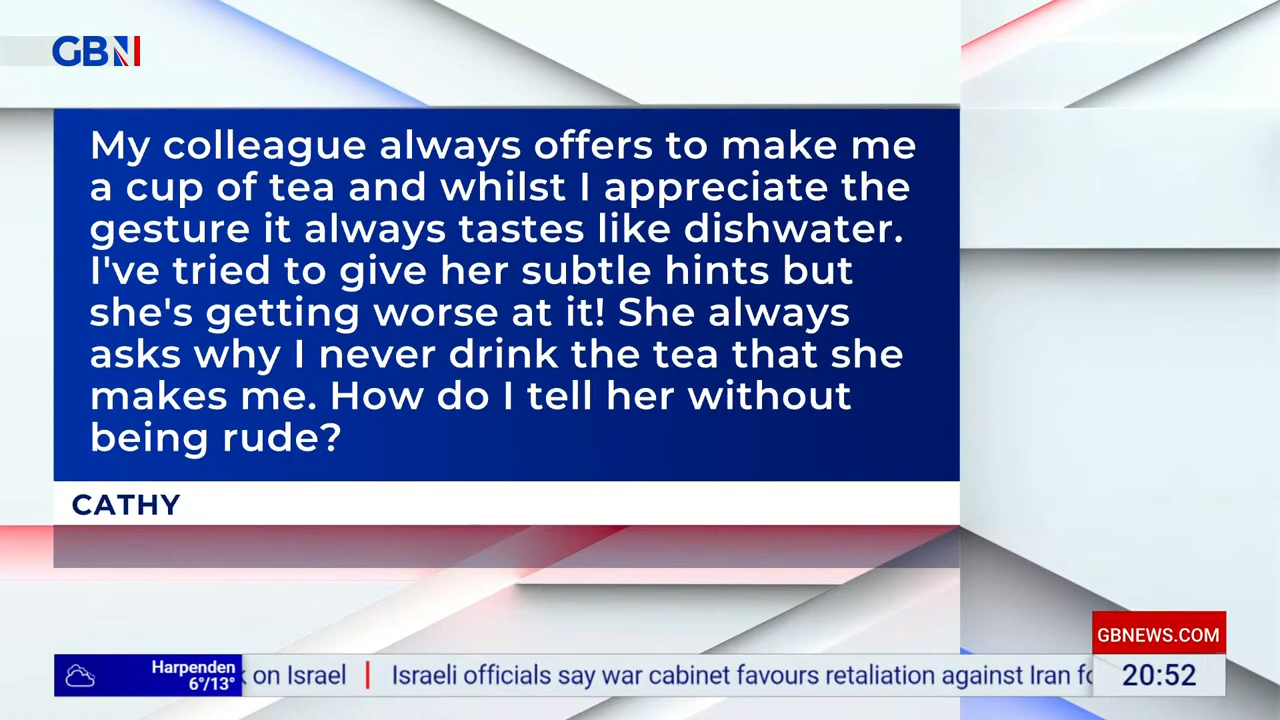 GBN
My colleague always offers to make me
a cup of tea and whilst I appreciate the
gesture it always tastes like dishwater.
I've tried to give her subtle hints but
she's getting worse at it! She always
asks why I never drink the tea that she
makes me. How do I tell her without
being rude?
CATHY
GBNEWS.COM
Harpenden
6°/13°
on Israel | Israeli officials say war cabinet favours retaliation against Iran
20:52